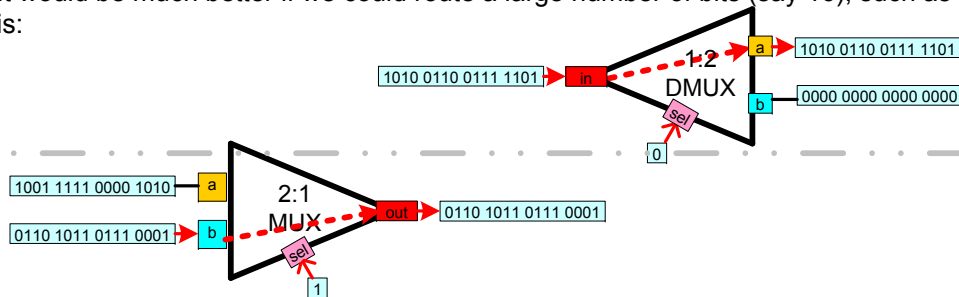 would be much better if we could route a large number of bits (say 16), such as
is:
1010 0110 0111 1101
in
1:2
DMUX
sel
0
a
1010 0110 0111 1101
b
0000 0000 0000 0000
1001 1111 0000 1010
a
0110 1011 0111 0001
b
2:1
MUX
sel
1
out
0110 1011 0111 0001